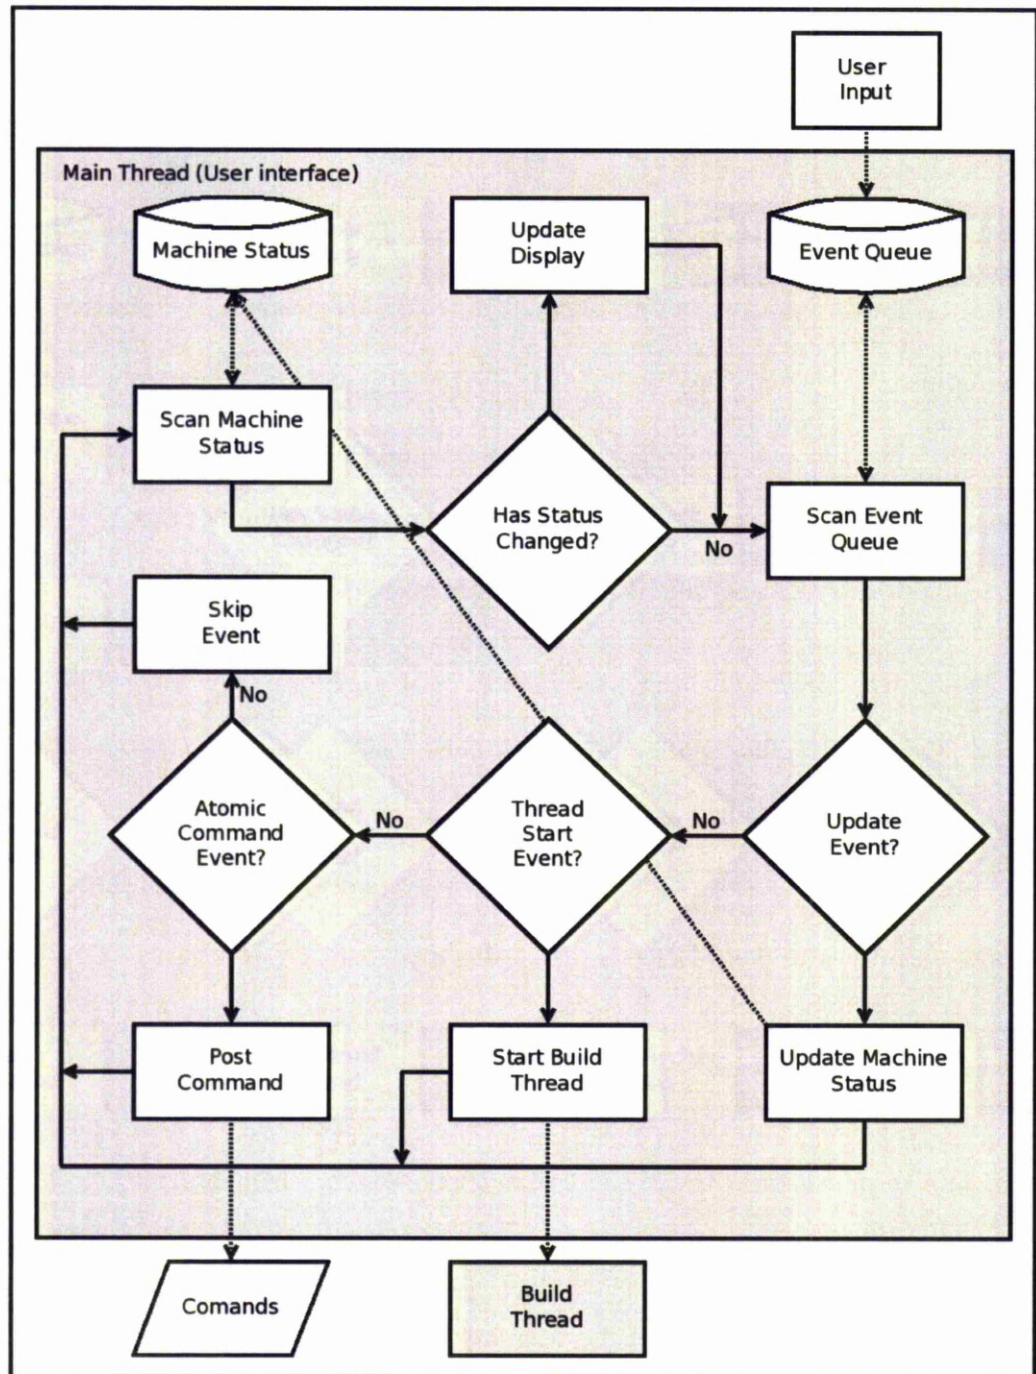 User
Input
Main Thread (User interface)
Machine Status
Update
Display
Event Queue
Scan Machine
Status
Has Status
Changed?
No
Scan Event
Queue
Skip
Event
No
Atomic
Command
Event?
No
Thread
Start
Event?
No
Update
Event?
Post
Command
Start Build
Thread
Update Machine
Status
Comands
Build
Thread